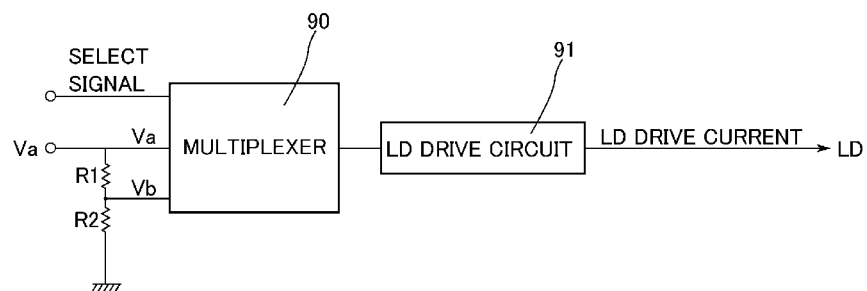 90
SELECT
SIGNAL
91
Va
Va
MULTIPLEXER
LD DRIVE CIRCUIT
LD DRIVE CURRENT
LD
R1
Vb
R2